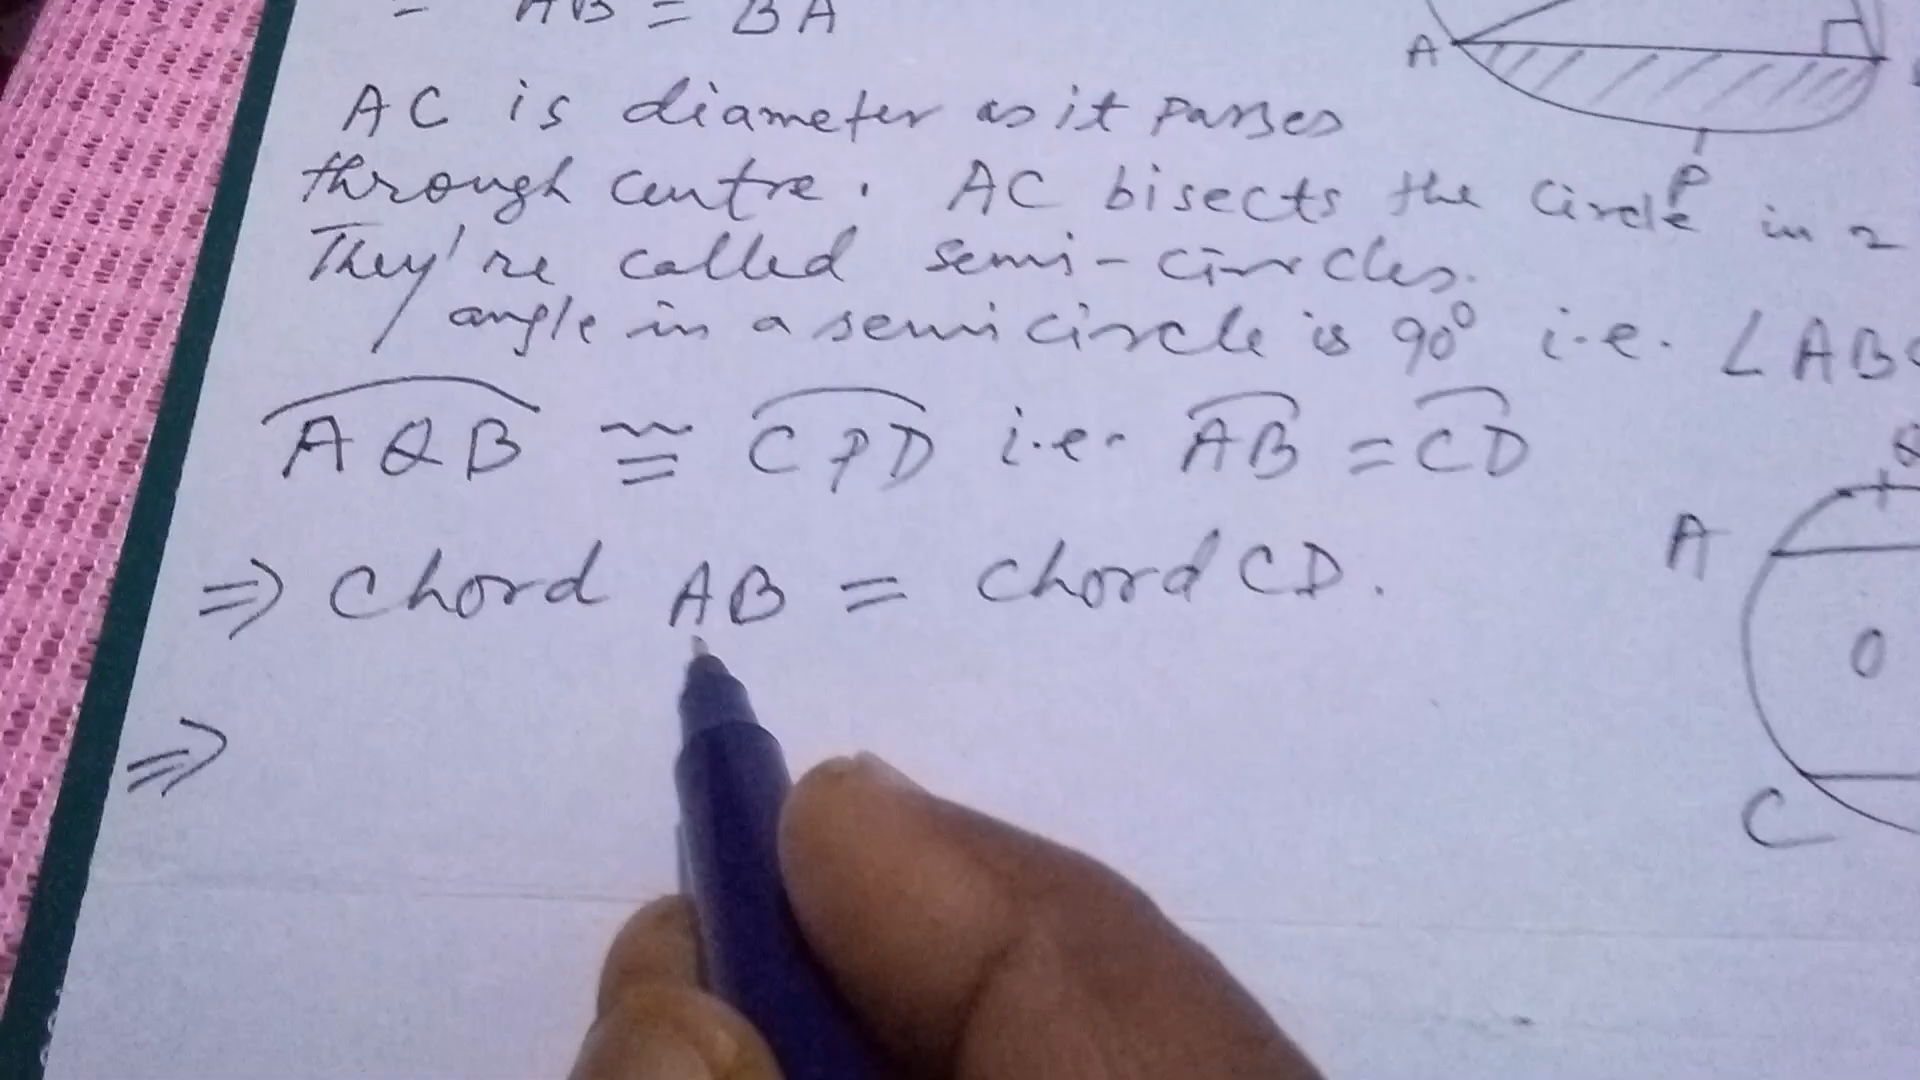 = AB = BA
A
AC is diameter as it passes
through centre. AC bisects the circle in 2
P
They're called semi-circles.
angle in a semicircle is 90° i.e. ∠ABC
⌒AQB ≅ ⌒CPD i.e. ⌒AB = ⌒CD
Q
A
⇒ Chord AB = chord CD.
O
⇒
C